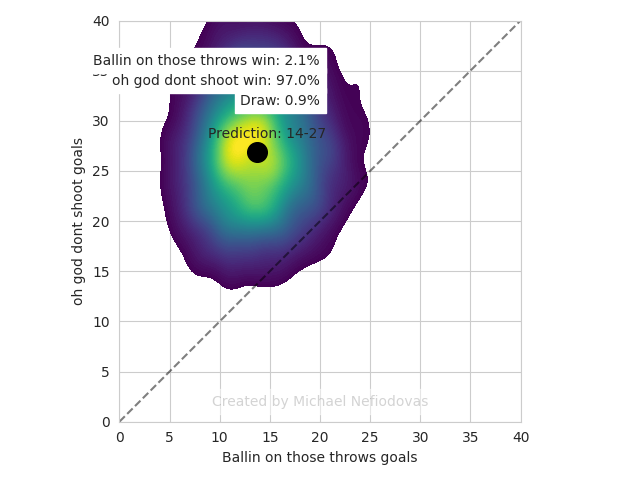 40
Ballin on those throws win: 2.1%
35
oh god dont shoot win: 97.0%
Draw: 0.9%
30
Prediction: 14-27
25
20
15
10
5
0
oh god dont shoot goals
Created by Michael Nefiodovas
0 5 10 15 20 25 30 35 40
Ballin on those throws goals